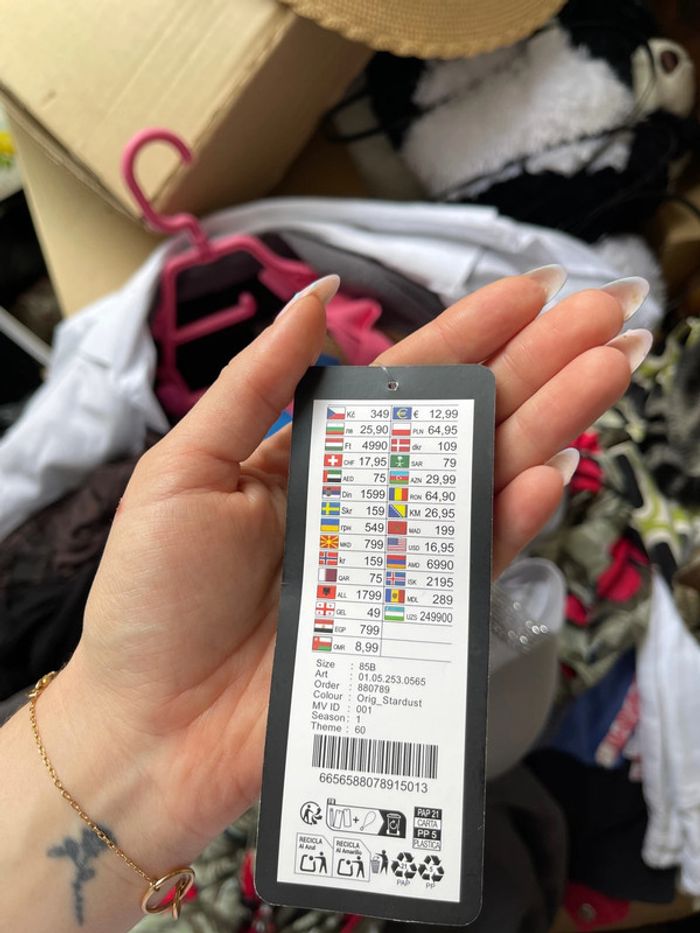 Kč 349 € 12,99
лв 25,90 PLN 64,95
Ft 4990 dkr 109
CHF 17,95 SAR 79
AED 75 AZN 29,99
Din 1599 RON 64,90
Skr 159 KM 26,95
грн 549 MAD 199
MKD 799 USD 16,95
kr 159 AMD 6990
QAR 75 ISK 2195
ALL 1799 MDL 289
GEL 49 UZS 249900
EGP 799
OMR 8,99
Size : 85B
Art : 01.05.253.0565
Order : 880789
Colour : Orig_Stardust
MV ID : 001
Season: 1
Theme : 60
6656588078915013
PAP 21
CARTA
PP 5
PLASTICA
RECICLA
Al Azul
RECICLA
Al Amarillo
21
PAP
5
PP